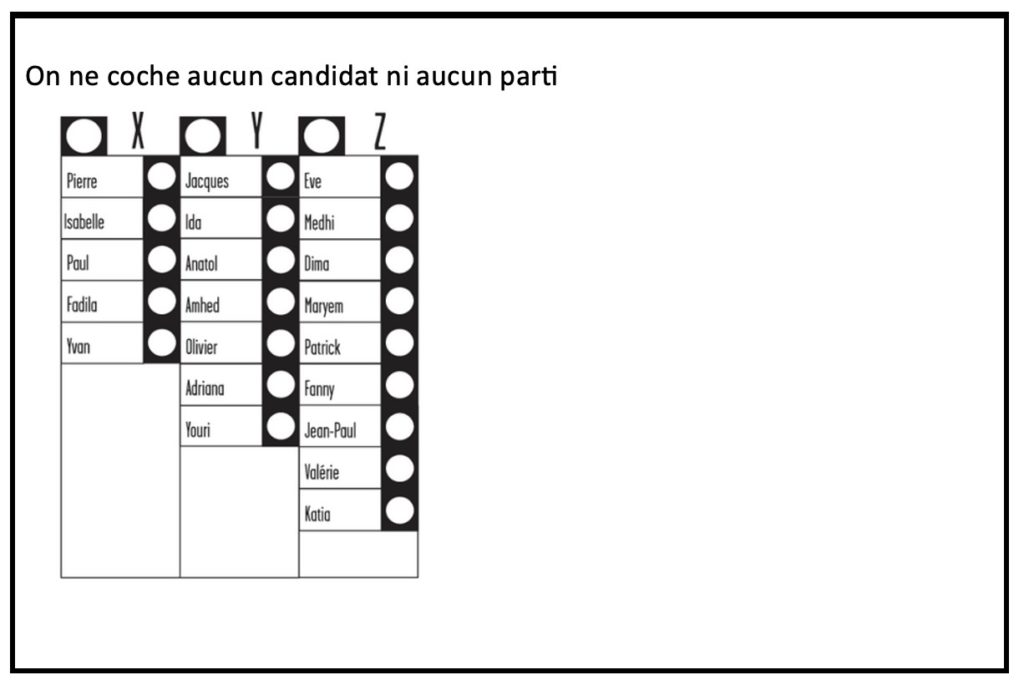 On ne coche aucun candidat ni aucun parti
X Y Z
Pierre Jacques Eve
Isabelle Ida Medhi
Paul Anatol Dima
Fadila Amhed Maryem
Yvan Olivier Patrick
Adriana Fanny
Youri Jean-Paul
Valérie
Katia